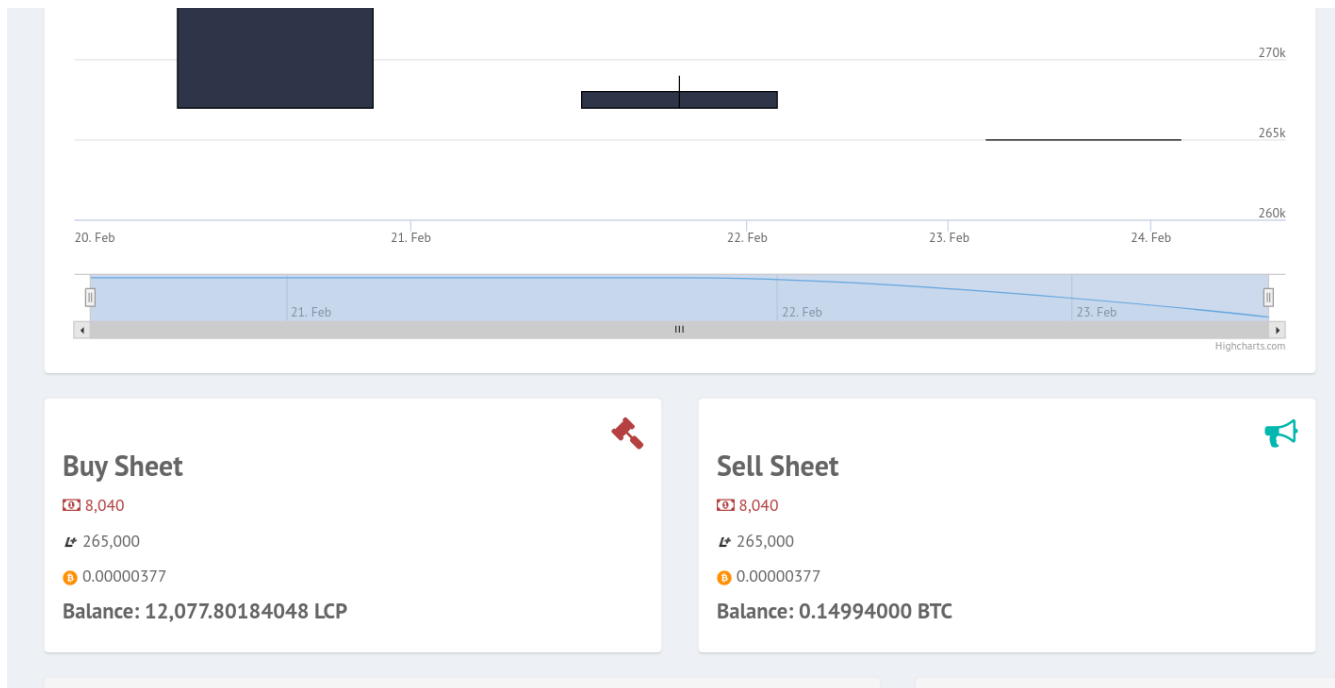 270k
265k
260k
20. Feb 21. Feb 22. Feb 23. Feb 24. Feb
21. Feb 22. Feb 23. Feb
Highcharts.com
Buy Sheet
8,040
265,000
0.00000377
Balance: 12,077.80184048 LCP
Sell Sheet
8,040
265,000
0.00000377
Balance: 0.14994000 BTC